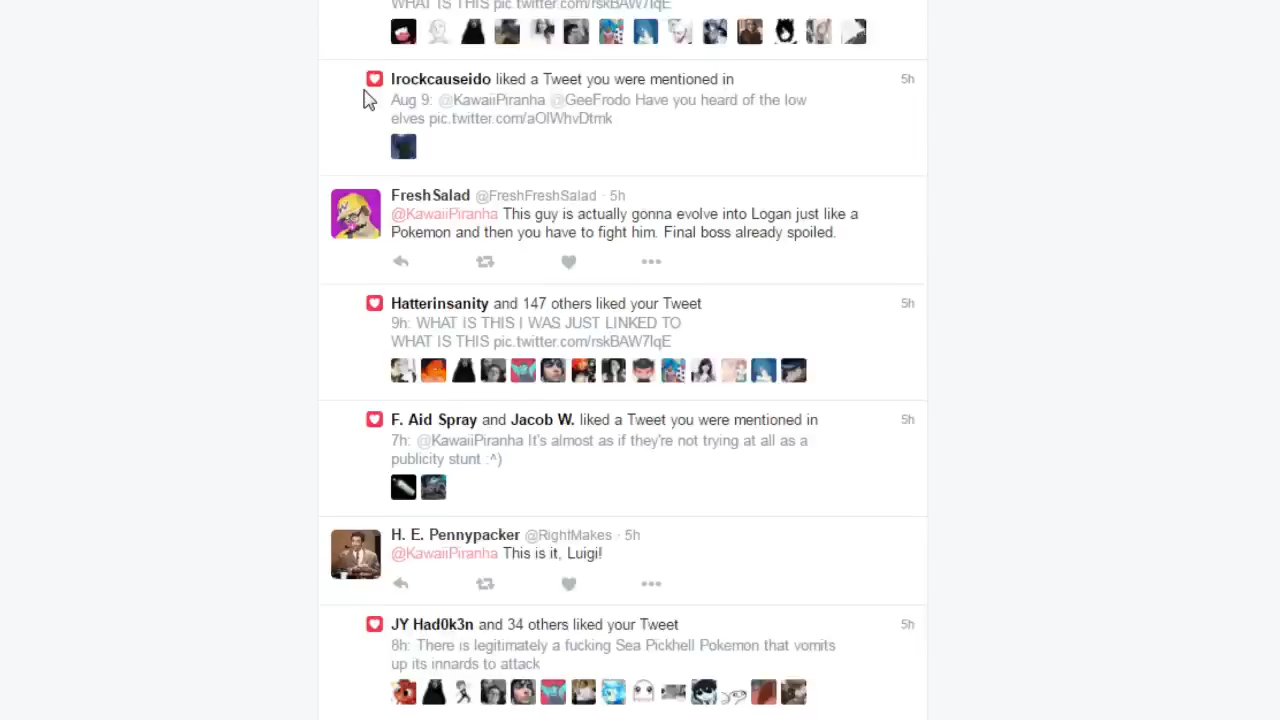 WHAT IS THIS pic.twitter.com/rskBAW7lqE
Irockcauseido liked a Tweet you were mentioned in 5h
Aug 9: @KawaiiPiranha @GeeFrodo Have you heard of the low
elves pic.twitter.com/aOlWhvDtmk
FreshSalad @FreshFreshSalad · 5h
@KawaiiPiranha This guy is actually gonna evolve into Logan just like a
Pokemon and then you have to fight him. Final boss already spoiled.
Hatterinsanity and 147 others liked your Tweet 5h
9h: WHAT IS THIS I WAS JUST LINKED TO
WHAT IS THIS pic.twitter.com/rskBAW7lqE
F. Aid Spray and Jacob W. liked a Tweet you were mentioned in 5h
7h: @KawaiiPiranha It's almost as if they're not trying at all as a
publicity stunt :^)
H. E. Pennypacker @RightMakes · 5h
@KawaiiPiranha This is it, Luigi!
JY Had0k3n and 34 others liked your Tweet 5h
8h: There is legitimately a fucking Sea Pickhell Pokemon that vomits
up its innards to attack